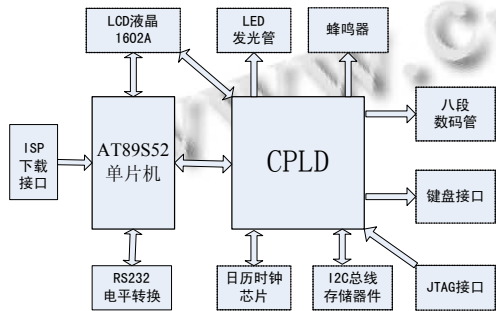 LCD液晶
1602A
LED
发光管
蜂鸣器
八段
数码管
ISP
下载
接口
AT89S52
单片机
CPLD
键盘接口
RS232
电平转换
日历时钟
芯片
I2C总线
存储器件
JTAG接口
www.c